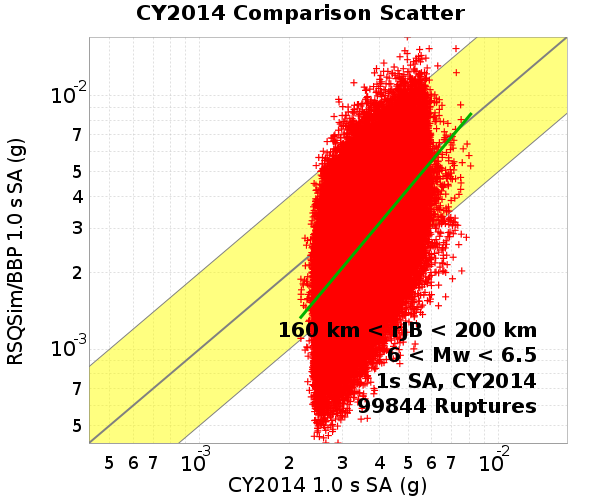 CY2014 Comparison Scatter
RSQSim/BBP 1.0 s SA (g)
10-2
7
5
4
3
2
10-3
7
5
160 km < rJB < 200 km
6 < Mw < 6.5
1s SA, CY2014
99844 Ruptures
5 6 7 10-3 2 3 4 5 6 7 10-2
CY2014 1.0 s SA (g)